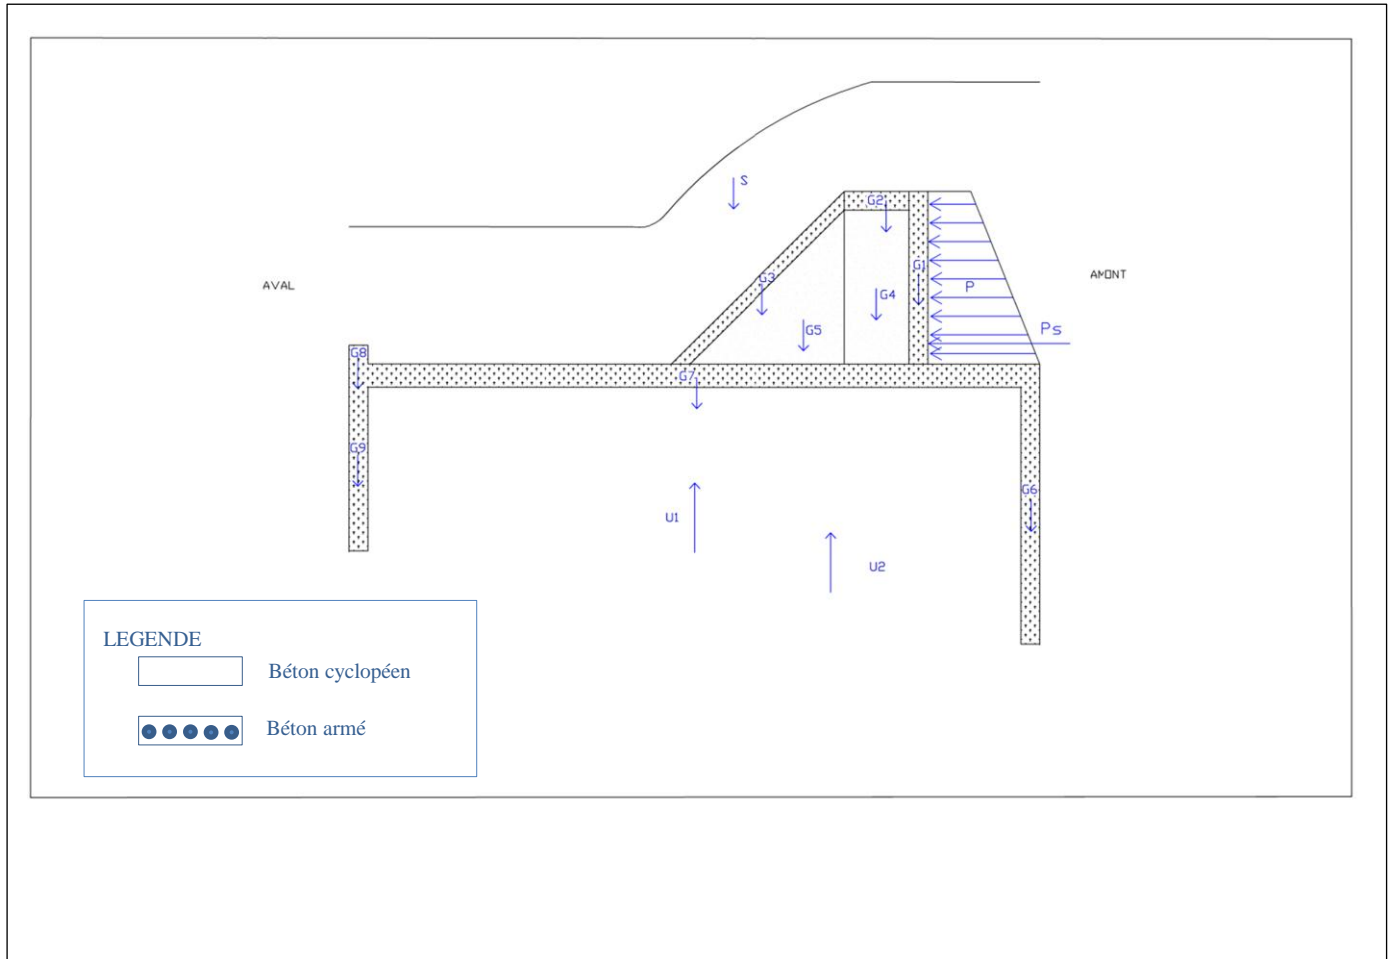 S
G2
G3
G1
AVAL
AMONT
G4
P
G5
Ps
G8
G7
G9
G6
U1
U2
LEGENDE
Béton cyclopéen
Béton armé